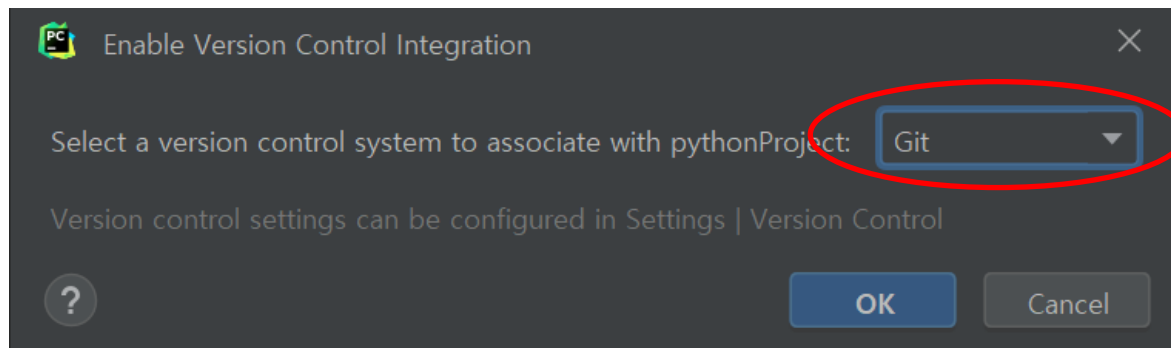 PC
Enable Version Control Integration
Select a version control system to associate with pythonProject: Git
Version control settings can be configured in Settings | Version Control
?
OK Cancel